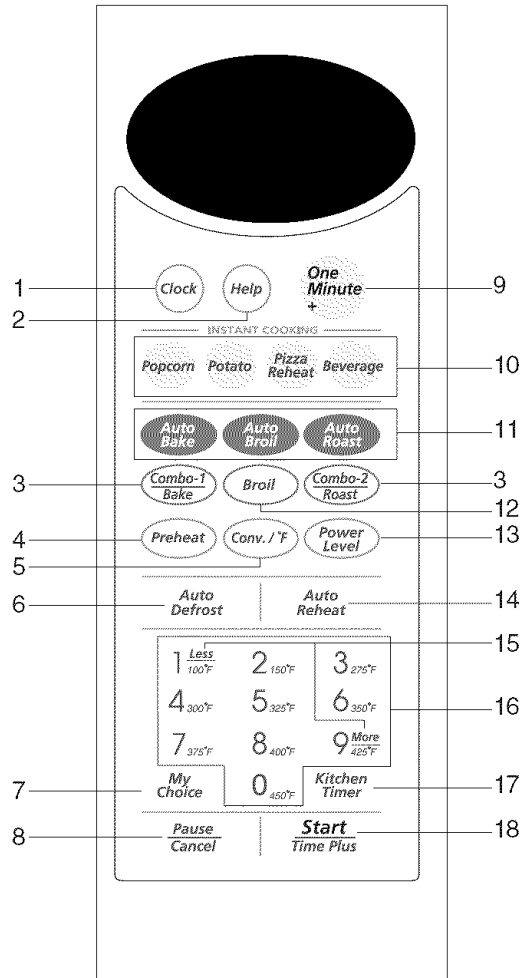 One
1 Clock Help Minute 9
2 +
INSTANT COOKING
Popcorn Potato Pizza Reheat Beverage 10
Auto Bake Auto Broil Auto Roast 11
3 Combo-1 Bake Broil Combo-2 Roast 3
12
4 Preheat Conv./°F Power Level 13
5
6 Auto Defrost Auto Reheat 14
15
1 Less 100°F 2 150°F 3 275°F
4 300°F 5 325°F 6 350°F 16
7 375°F 8 400°F 9 More 425°F
7 My Choice 0 450°F Kitchen Timer 17
8 Pause Cancel Start Time Plus 18